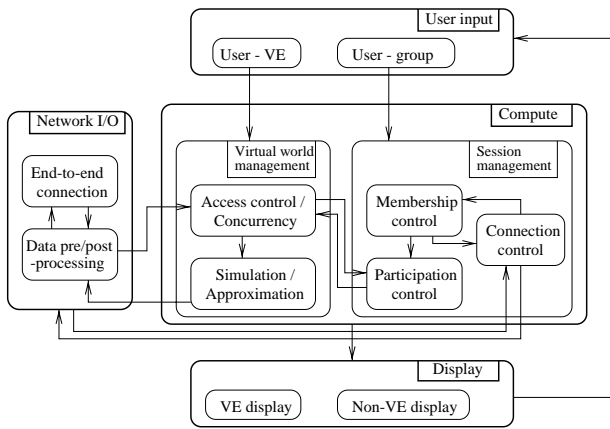 User input
User - VE
User - group
Network I/O
End-to-end
connection
Data pre/post
-processing
Compute
Virtual world
management
Access control /
Concurrency
Simulation /
Approximation
Session
management
Membership
control
Connection
control
Participation
control
Display
VE display
Non-VE display